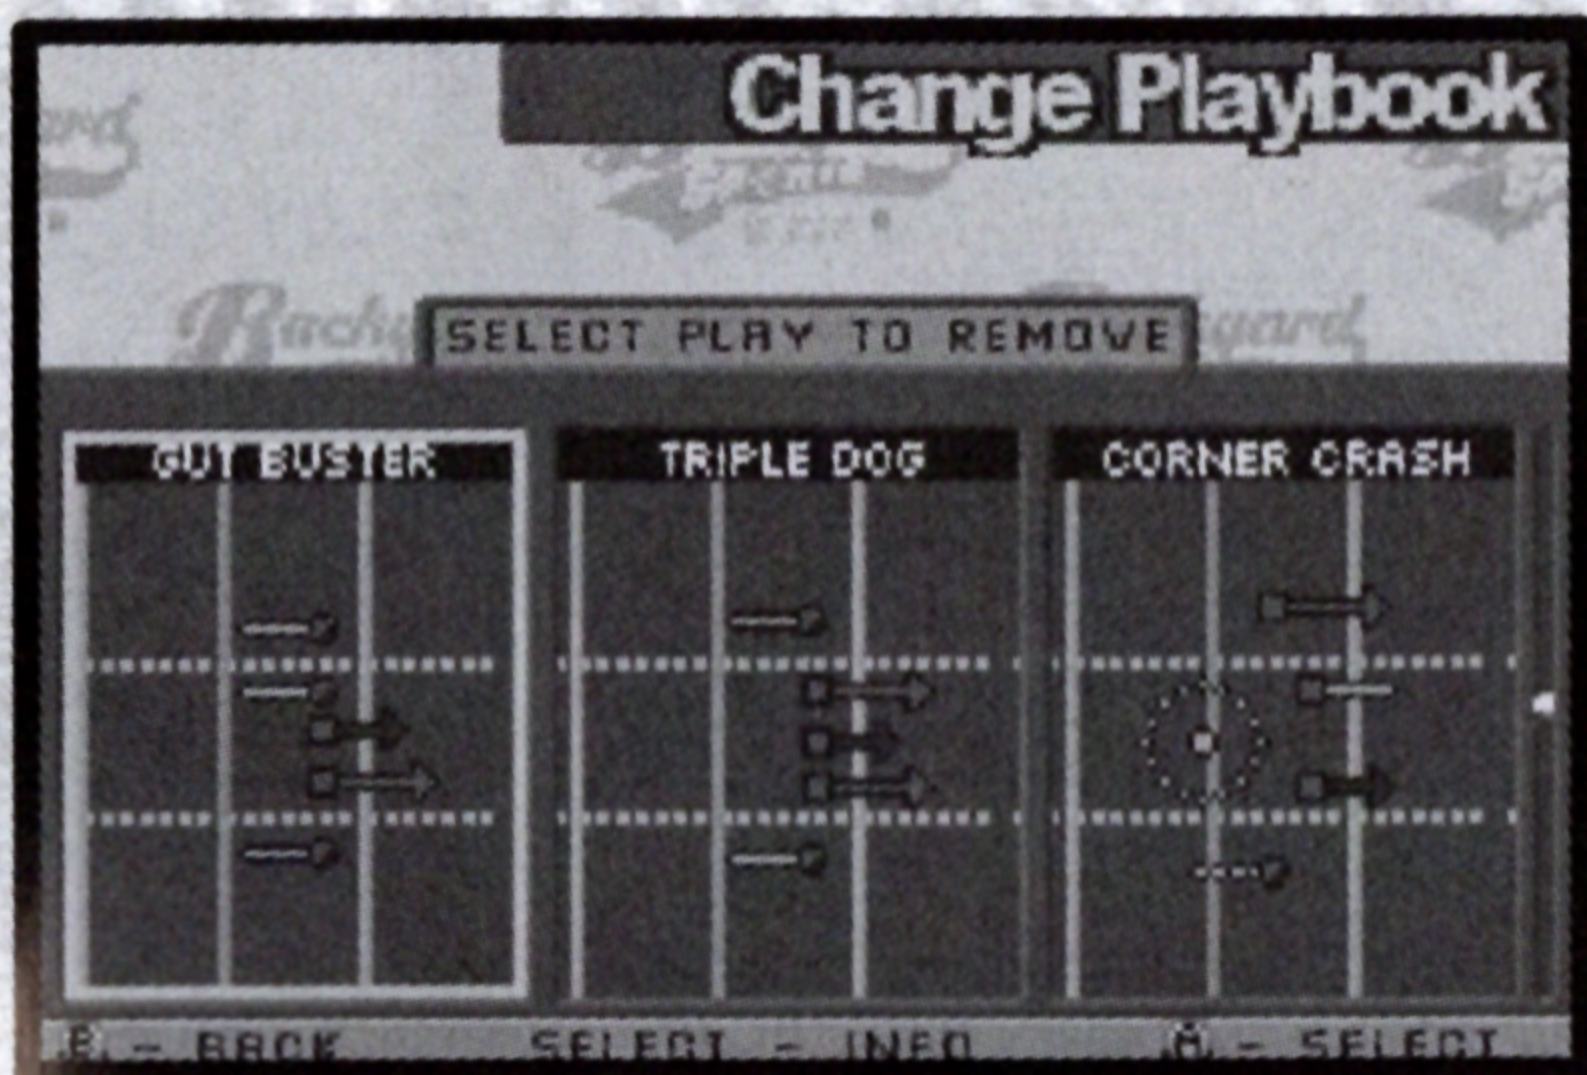 Change Playbook
SELECT PLAY TO REMOVE
GUT BUSTER
TRIPLE DOG
CORNER CRASH
B - BACK
SELECT - INFO
A - SELECT